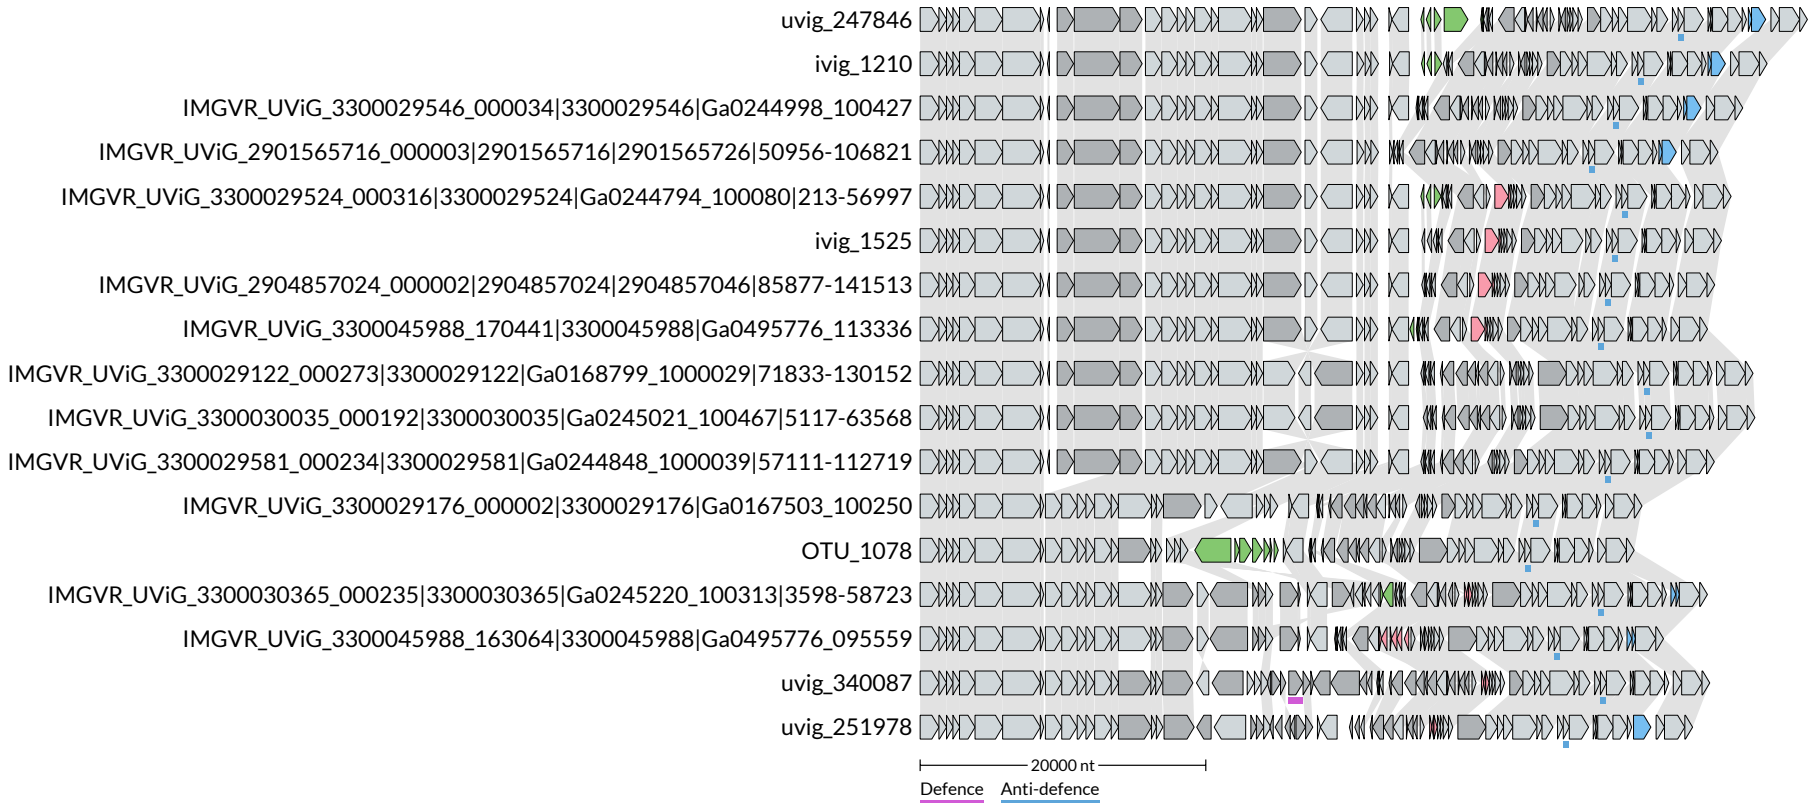 uvig_247846
ivig_1210
IMGVR_UViG_3300029546_000034|3300029546|Ga0244998_100427
IMGVR_UViG_2901565716_000003|2901565716|2901565726|50956-106821
IMGVR_UViG_3300029524_000316|3300029524|Ga0244794_100080|213-56997
ivig_1525
IMGVR_UViG_2904857024_000002|2904857024|2904857046|85877-141513
IMGVR_UViG_3300045988_170441|3300045988|Ga0495776_113336
IMGVR_UViG_3300029122_000273|3300029122|Ga0168799_1000029|71833-130152
IMGVR_UViG_3300030035_000192|3300030035|Ga0245021_100467|5117-63568
IMGVR_UViG_3300029581_000234|3300029581|Ga0244848_1000039|57111-112719
IMGVR_UViG_3300029176_000002|3300029176|Ga0167503_100250
OTU_1078
IMGVR_UViG_3300030365_000235|3300030365|Ga0245220_100313|3598-58723
IMGVR_UViG_3300045988_163064|3300045988|Ga0495776_095559
uvig_340087
uvig_251978
20000 nt
Defence Anti-defence